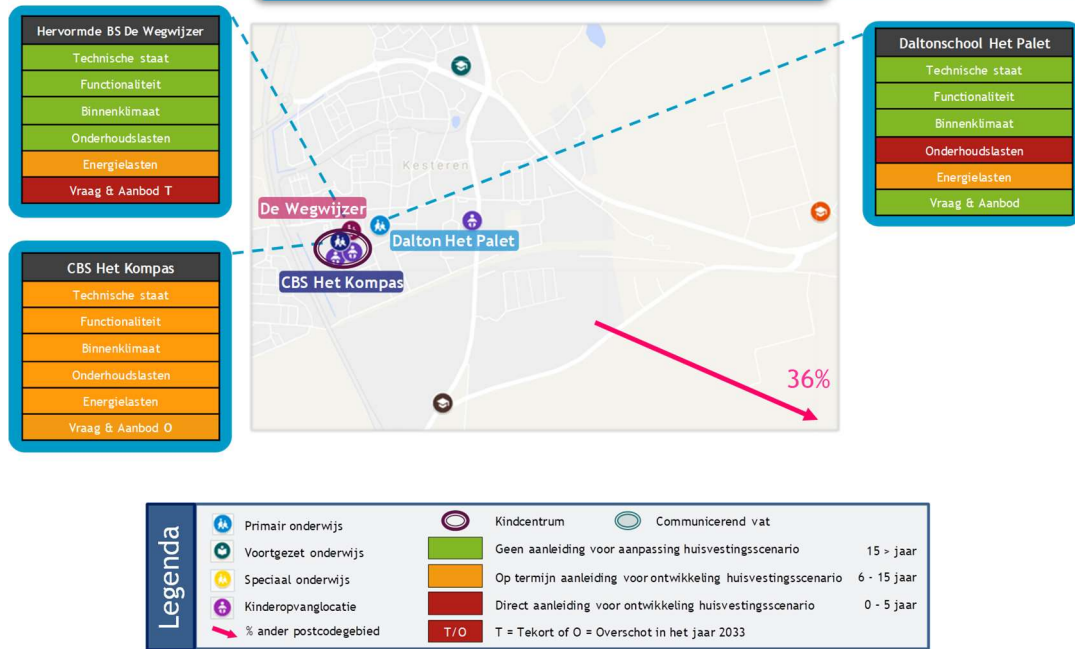 Hervormde BS De Wegwijzer
Technische staat
Functionaliteit
Binnenklimaat
Onderhoudslasten
Energielasten
Vraag & Aanbod T
CBS Het Kompas
Technische staat
Functionaliteit
Binnenklimaat
Onderhoudslasten
Energielasten
Vraag & Aanbod O
Kesteren
De Wegwijzer
Dalton Het Palet
CBS Het Kompas
36%
Daltonschool Het Palet
Technische staat
Functionaliteit
Binnenklimaat
Onderhoudslasten
Energielasten
Vraag & Aanbod
Legenda
Primair onderwijs
Voortgezet onderwijs
Speciaal onderwijs
Kinderopvanglocatie
% ander postcodegebied
Kindcentrum
Communicerend vat
Geen aanleiding voor aanpassing huisvestingsscenario 15 > jaar
Op termijn aanleiding voor ontwikkeling huisvestingsscenario 6 - 15 jaar
Direct aanleiding voor ontwikkeling huisvestingsscenario 0 - 5 jaar
T/O T = Tekort of O = Overschot in het jaar 2033